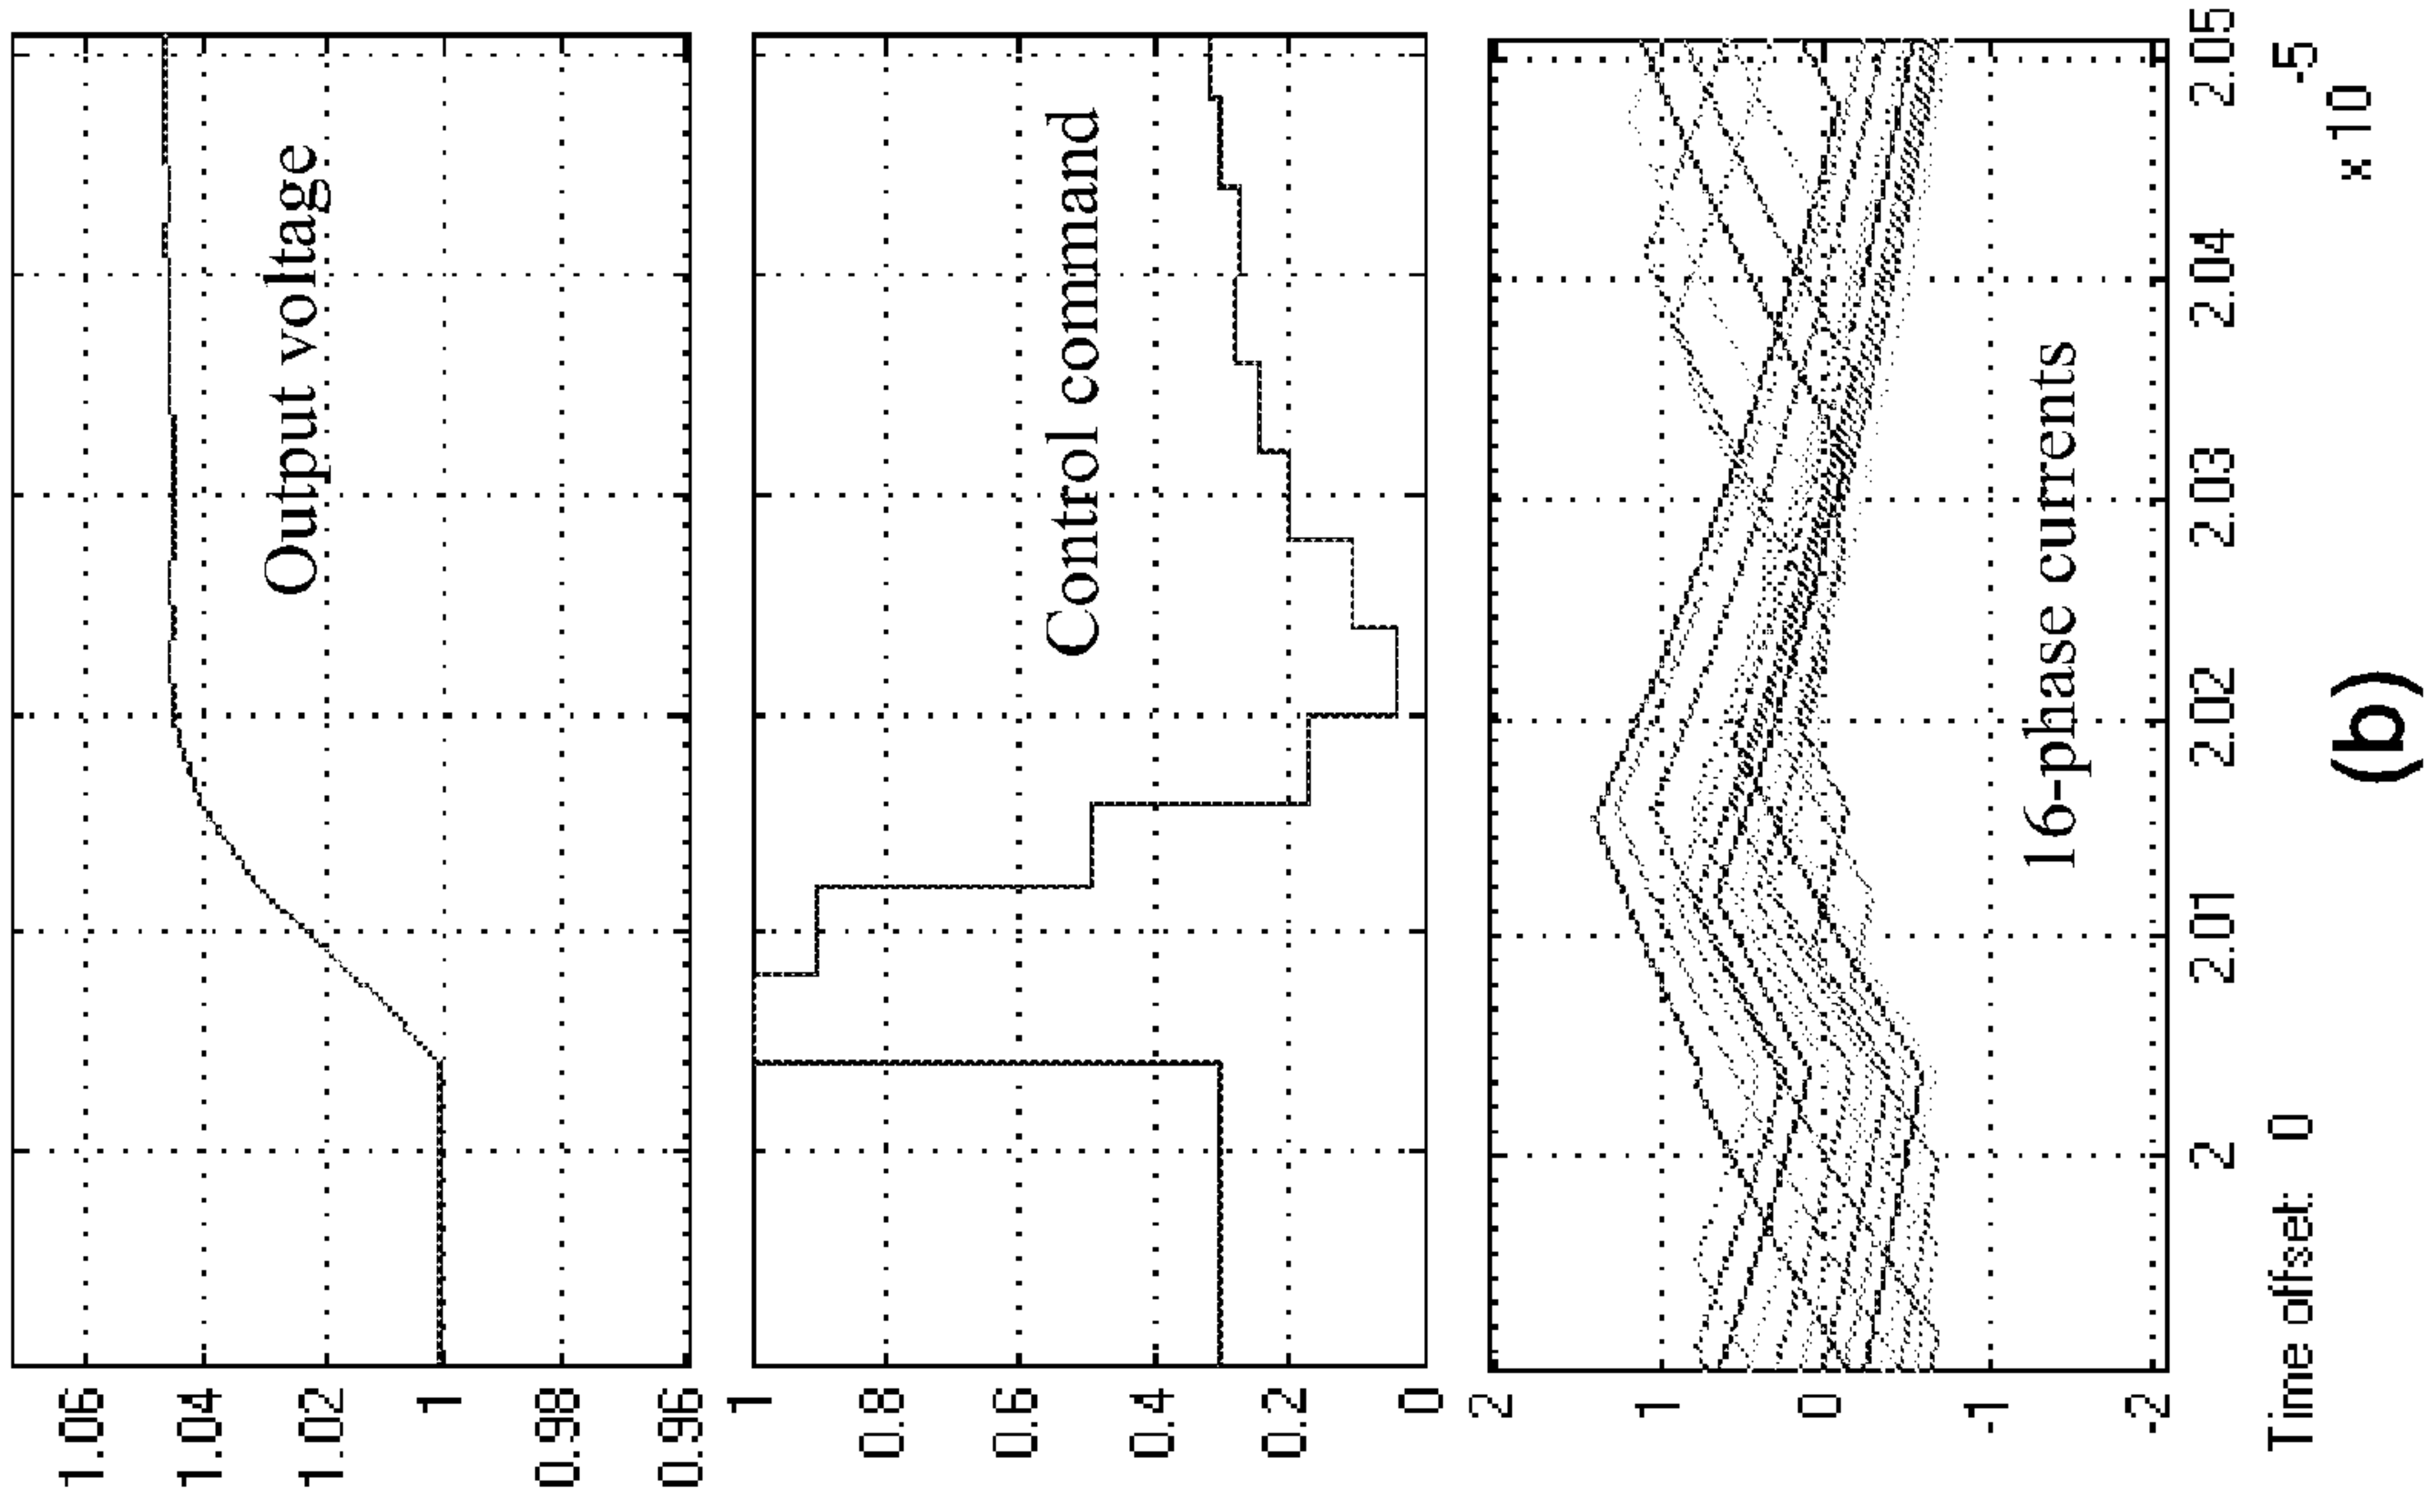 1.06
1.04
1.02
1
0.98
0.96
Output voltage
1
0.8
0.6
0.4
0.2
0
Control command
2
1
0
-1
-2
16-phase currents
2 2.01 2.02 2.03 2.04 2.05
Time offset: 0
x 10 -5
(b)